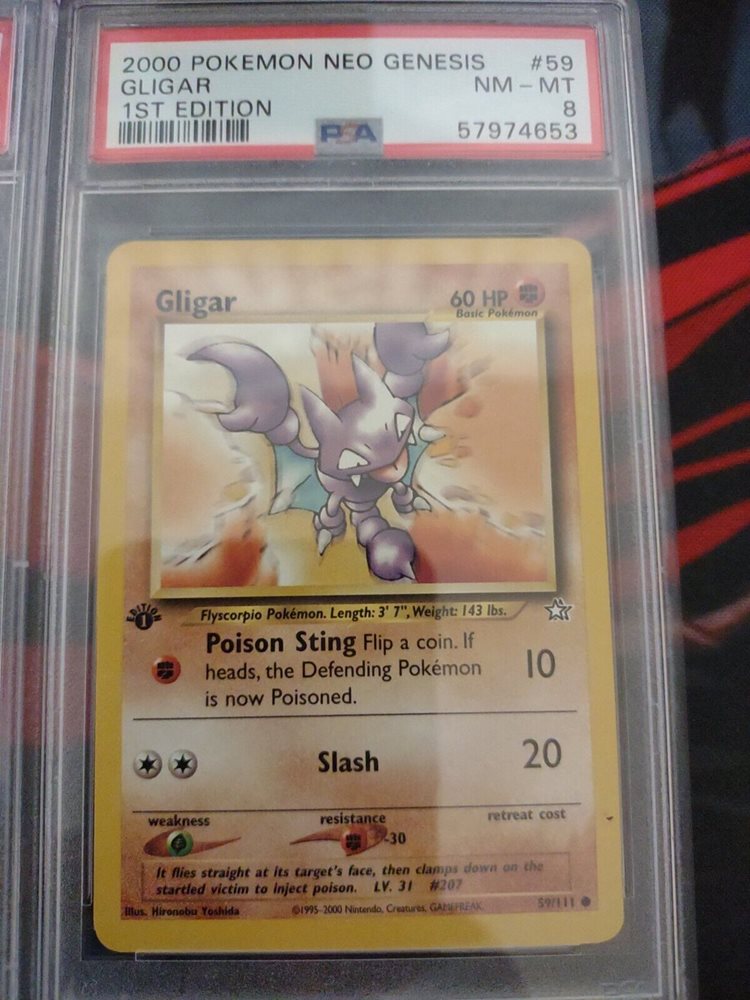 2000 POKEMON NEO GENESIS #59
GLIGAR NM - MT
1ST EDITION 8
PSA 57974653
Gligar 60 HP
Basic Pokémon
EDITION 1
Flyscorpio Pokémon. Length: 3' 7", Weight: 143 lbs.
Poison Sting Flip a coin. If
heads, the Defending Pokémon 10
is now Poisoned.
Slash 20
weakness resistance retreat cost
-30
It flies straight at its target's face, then clamps down on the
startled victim to inject poison. LV. 31 #207
Illus. Hironobu Yoshida ©1995-2000 Nintendo, Creatures, GAMEFREAK. 59/111